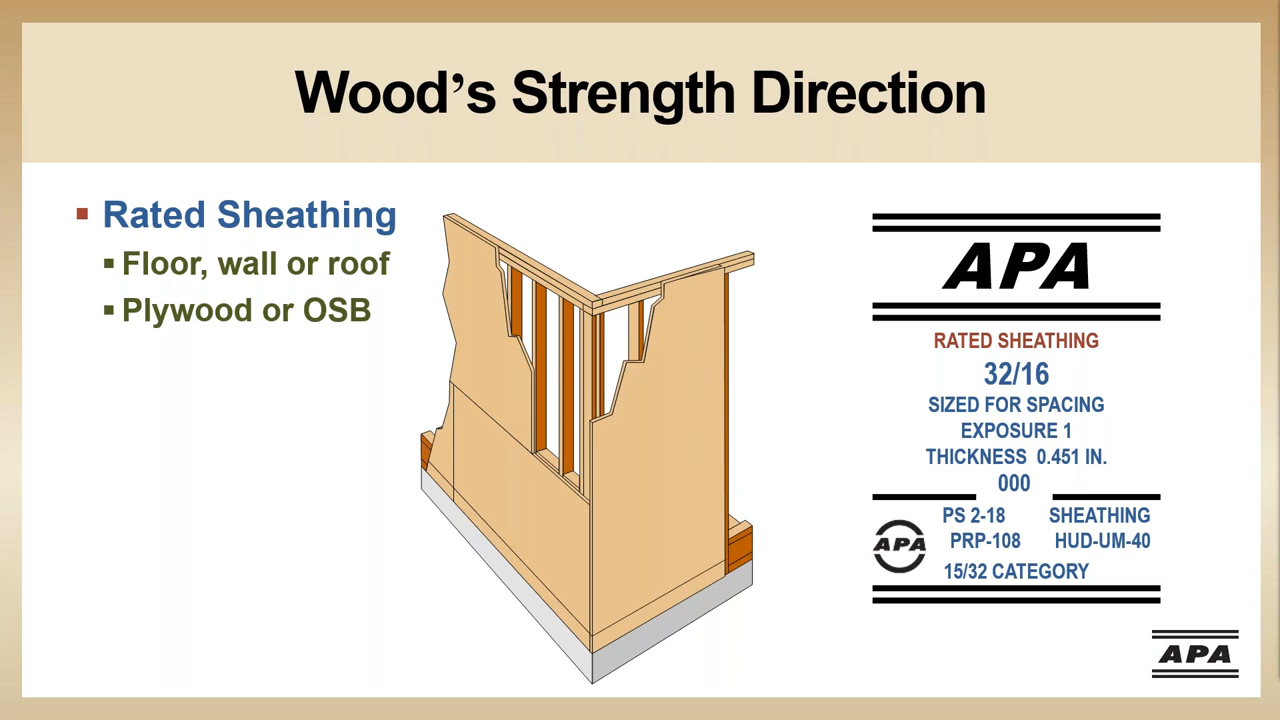 Wood’s Strength Direction
▪ Rated Sheathing
▪ Floor, wall or roof
▪ Plywood or OSB
APA
RATED SHEATHING
32/16
SIZED FOR SPACING
EXPOSURE 1
THICKNESS 0.451 IN.
000
PS 2-18 SHEATHING
APA
PRP-108 HUD-UM-40
15/32 CATEGORY
APA